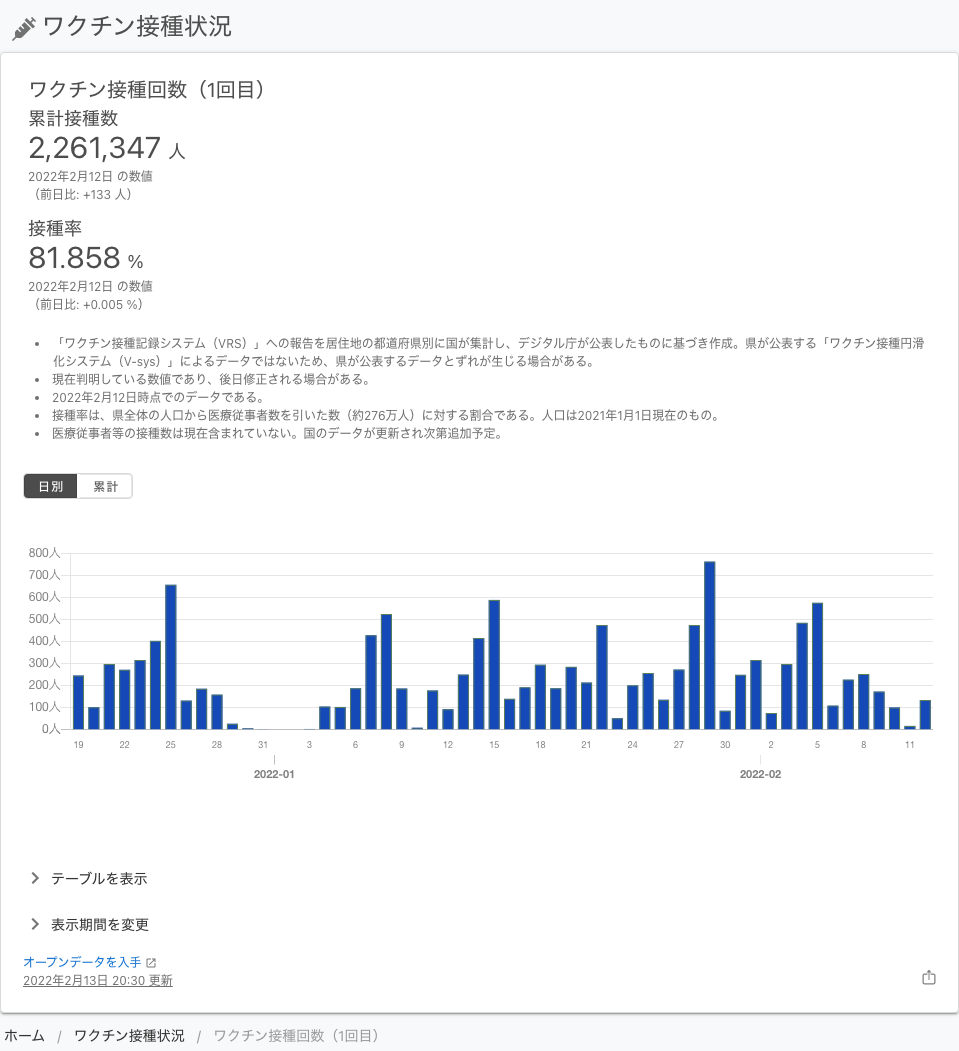 ワクチン接種状況
ワクチン接種回数（1回目）
累計接種数
2,261,347 人
2022年2月12日 の数値
（前日比: +133 人）
接種率
81.858 %
2022年2月12日 の数値
（前日比: +0.005 %）
• 「ワクチン接種記録システム（VRS）」への報告を居住地の都道府県別に国が集計し、デジタル庁が公表したものに基づき作成。県が公表する「ワクチン接種円滑
化システム（V-sys）」によるデータではないため、県が公表するデータとずれが生じる場合がある。
• 現在判明している数値であり、後日修正される場合がある。
• 2022年2月12日時点でのデータである。
• 接種率は、県全体の人口から医療従事者数を引いた数（約276万人）に対する割合である。人口は2021年1月1日現在のもの。
• 医療従事者等の接種数は現在含まれていない。国のデータが更新され次第追加予定。
日別 累計
800人
700人
600人
500人
400人
300人
200人
100人
0人
19 22 25 28 31 3 6 9 12 15 18 21 24 27 30 2 5 8 11
2022-01 2022-02
テーブルを表示
表示期間を変更
オープンデータを入手
2022年2月13日 20:30 更新
ホーム / ワクチン接種状況 / ワクチン接種回数（1回目）